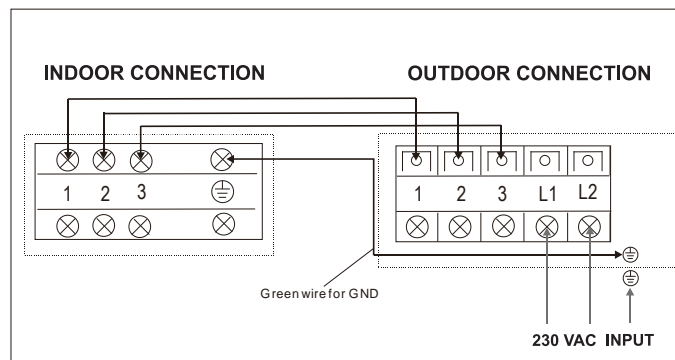 INDOOR CONNECTION
OUTDOOR CONNECTION
1 2 3
1 2 3 L1 L2
Green wire for GND
230 VAC INPUT